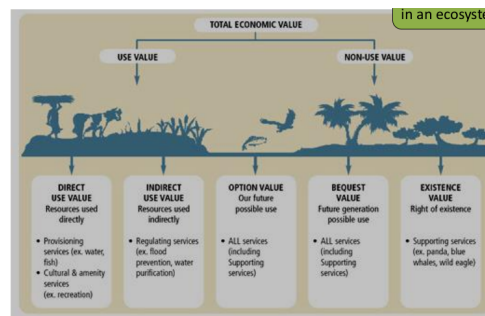 in an ecosyste
TOTAL ECONOMIC VALUE
USE VALUE
NON-USE VALUE
DIRECT
USE VALUE
Resources used
directly
• Provisioning
services
(ex. water,
fish)
• Cultural & amenity
services
(ex. recreation)
INDIRECT
USE VALUE
Resources used
indirectly
• Regulating services
(ex. flood
prevention, water
purification)
OPTION VALUE
Our future
possible use
• ALL services
(including
Supporting
services)
BEQUEST
VALUE
Future generation
possible use
• ALL services
(including
Supporting
services)
EXISTENCE
VALUE
Right of existence
• Supporting services
(ex. panda, blue
whales, wild eagle)